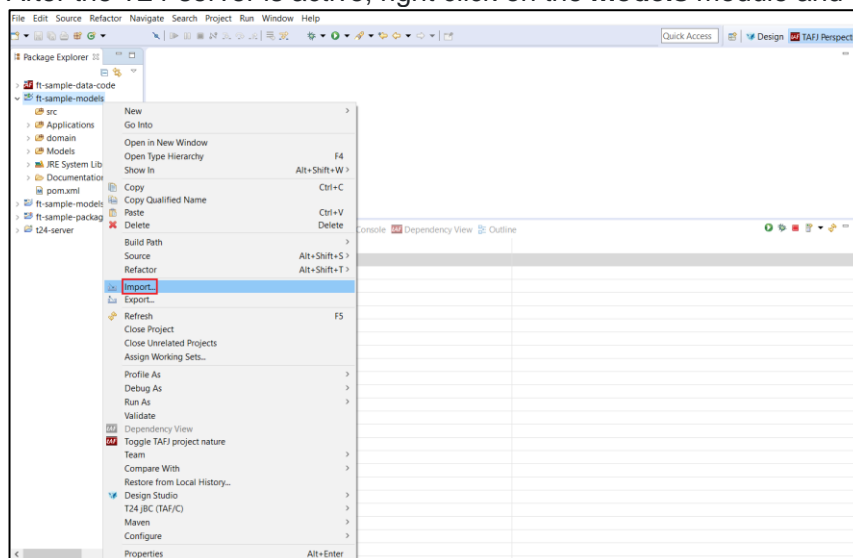 After the T24 server is active, right click on the Models module and
File Edit Source Refactor Navigate Search Project Run Window Help
Quick Access Design TAFJ Perspect
Package Explorer
ft-sample-data-code
ft-sample-models
src
Applications
domain
Models
JRE System Lib
Documentation
pom.xml
ft-sample-models
ft-sample-packag
t24-server
New
Go Into
Open in New Window
Open Type Hierarchy F4
Show In Alt+Shift+W
Copy Ctrl+C
Copy Qualified Name
Paste Ctrl+V
Delete Delete
Build Path
Source Alt+Shift+S
Refactor Alt+Shift+T
Import...
Export...
Refresh F5
Close Project
Close Unrelated Projects
Assign Working Sets...
Profile As
Debug As
Run As
Validate
Dependency View
Toggle TAFJ project nature
Team
Compare With
Restore from Local History...
Design Studio
T24 jBC (TAF/C)
Maven
Configure
Properties Alt+Enter
Console Dependency View Outline